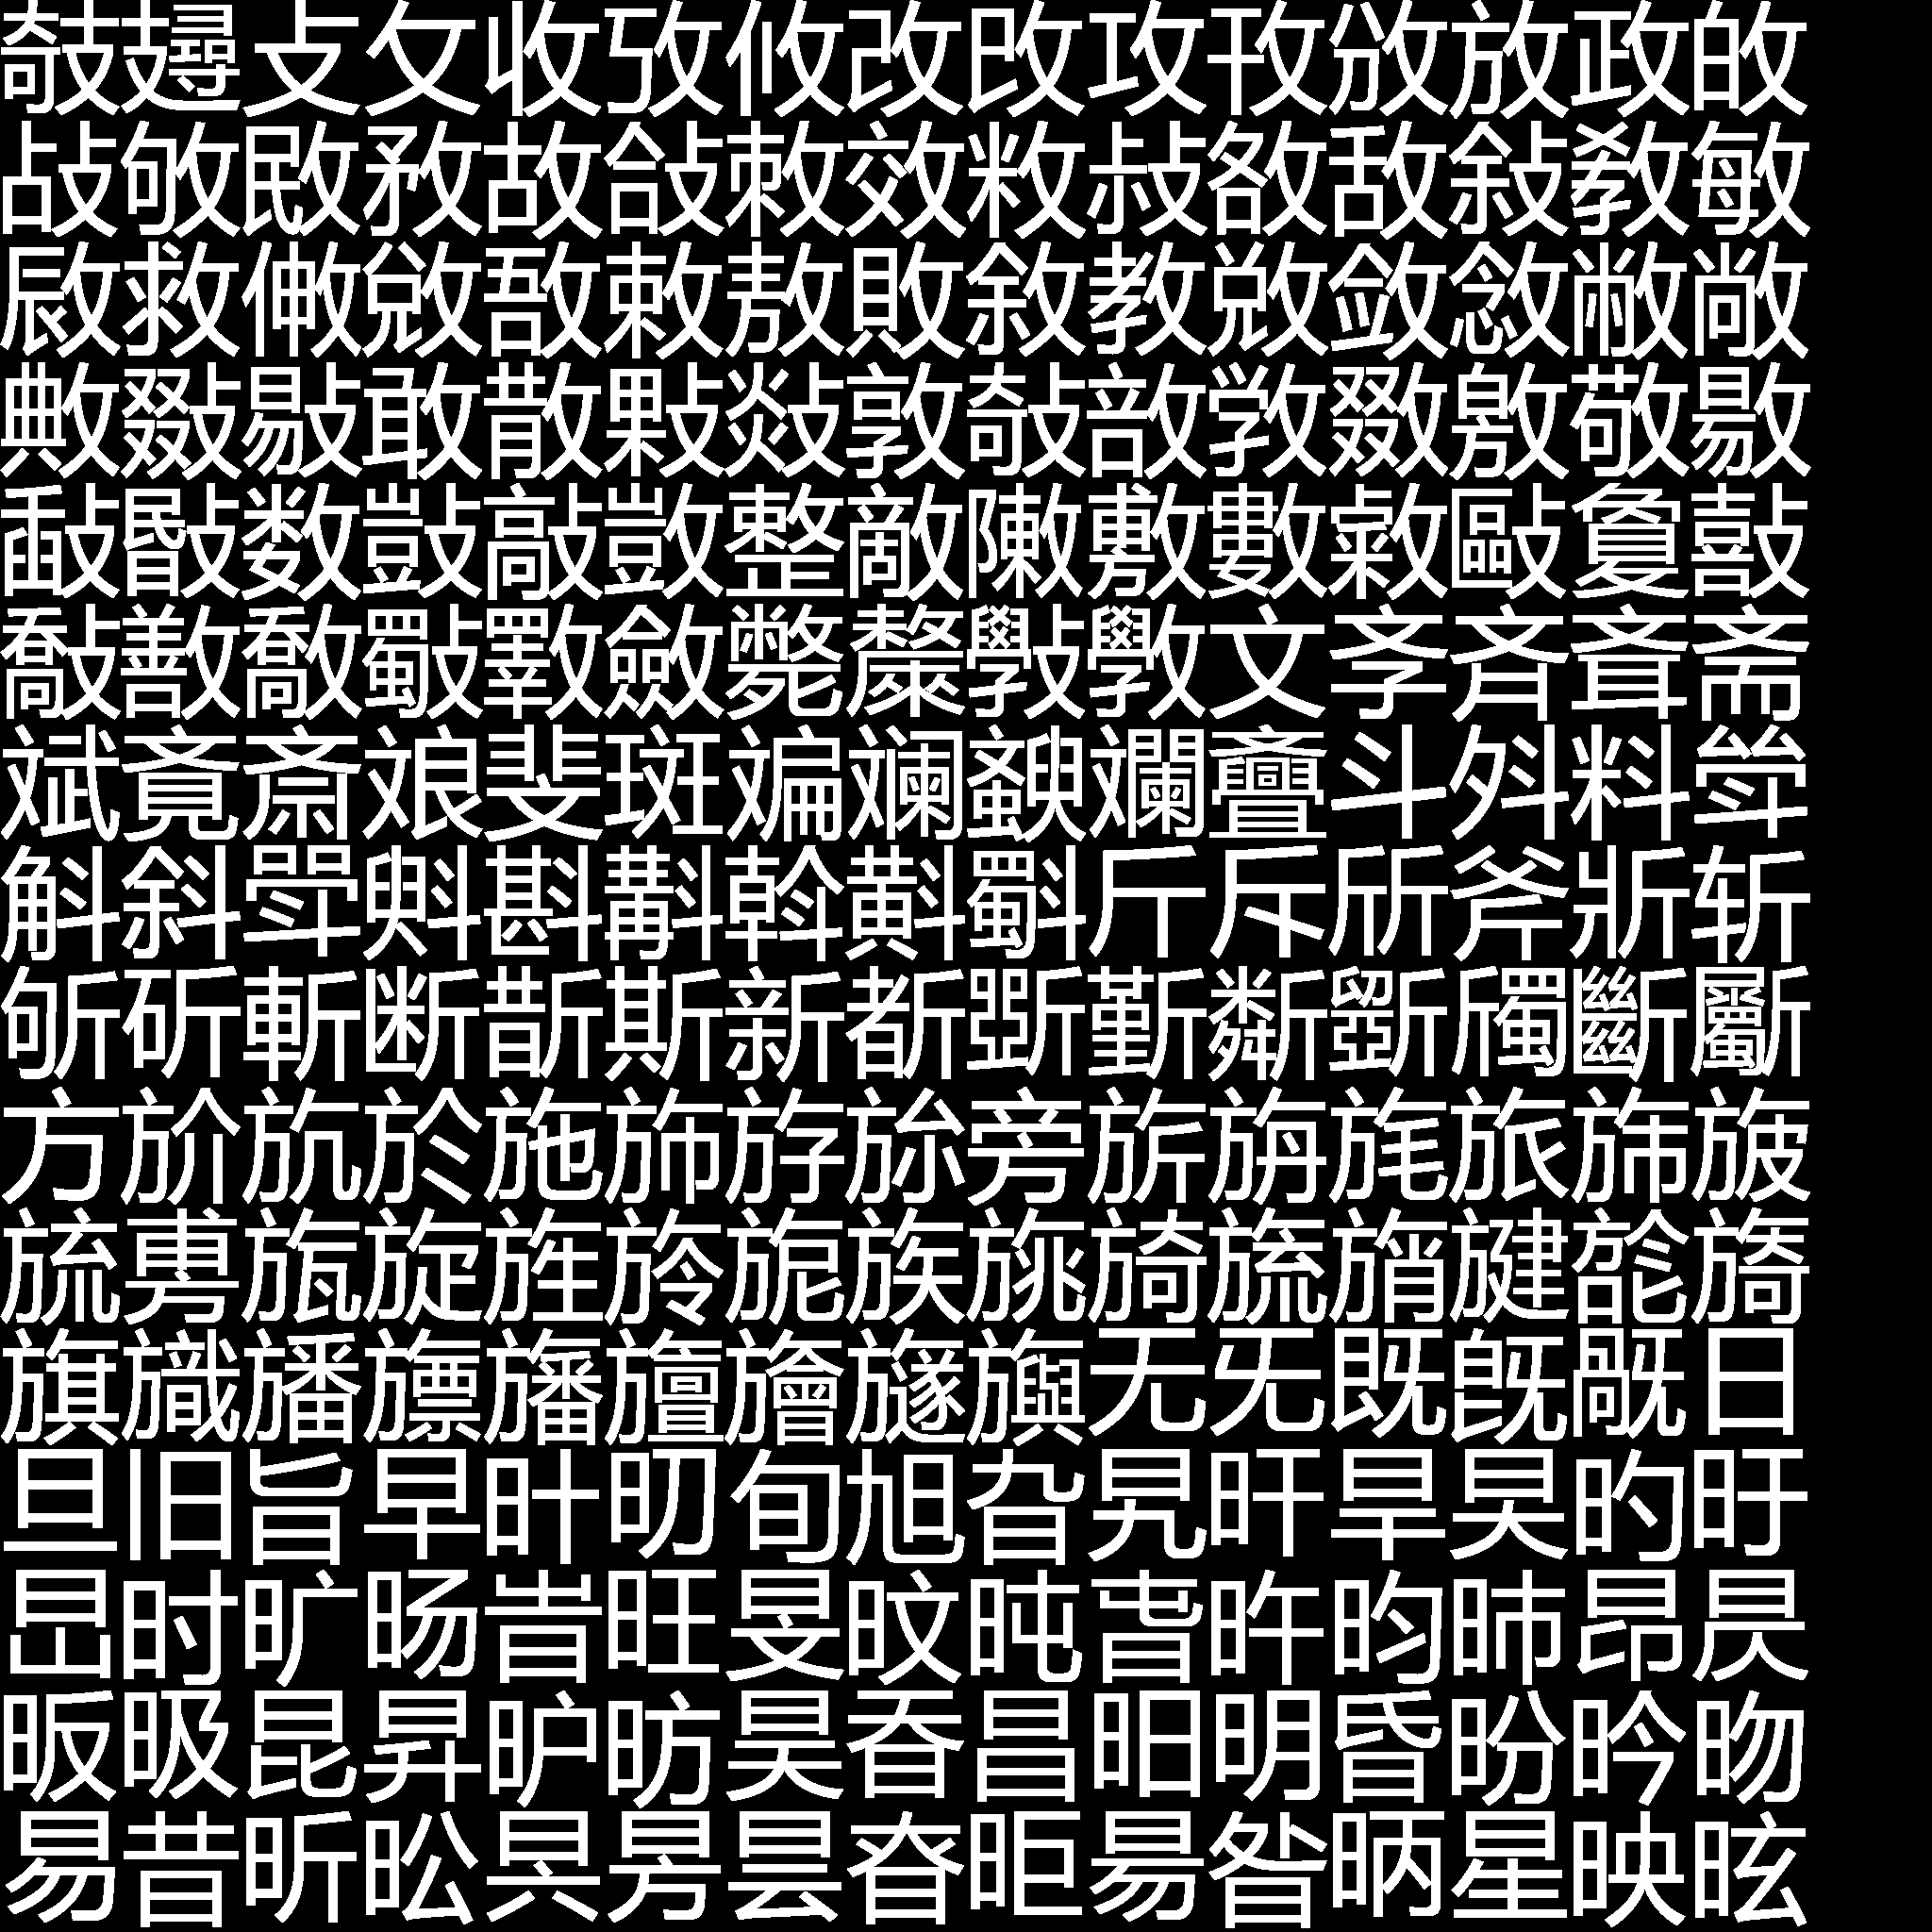 攲攳攴攵收攷攸改攺攻攼攽放政敀
敁敂敃敄故敆敇效敉敊敋敌敍敎敏
敐救敒敓敔敕敖敗敘教敚敛敜敝敞
敟敠敡敢散敤敥敦敧敨敩敪敫敬敭
敮敯数敱敲敳整敵敶敷數敹敺敻敼
敽敾敿斀斁斂斃斄斅斆文斈斉斊斋
斌斍斎斏斐斑斒斓斔斕斖斗斘料斚
斛斜斝斞斟斠斡斢斣斤斥斦斧斨斩
斪斫斬断斮斯新斱斲斳斴斵斶斷斸
方斺斻於施斾斿旀旁旂旃旄旅旆旇
旈旉旊旋旌旍旎族旐旑旒旓旔旕旖
旗旘旙旚旛旜旝旞旟无旡既旣旤日
旦旧旨早旪旫旬旭旮旯旰旱旲旳旴
旵时旷旸旹旺旻旼旽旾旿昀昁昂昃
昄昅昆昇昈昉昊昋昌昍明昏昐昑昒
易昔昕昖昗昘昙昚昛昜昝昞星映昡